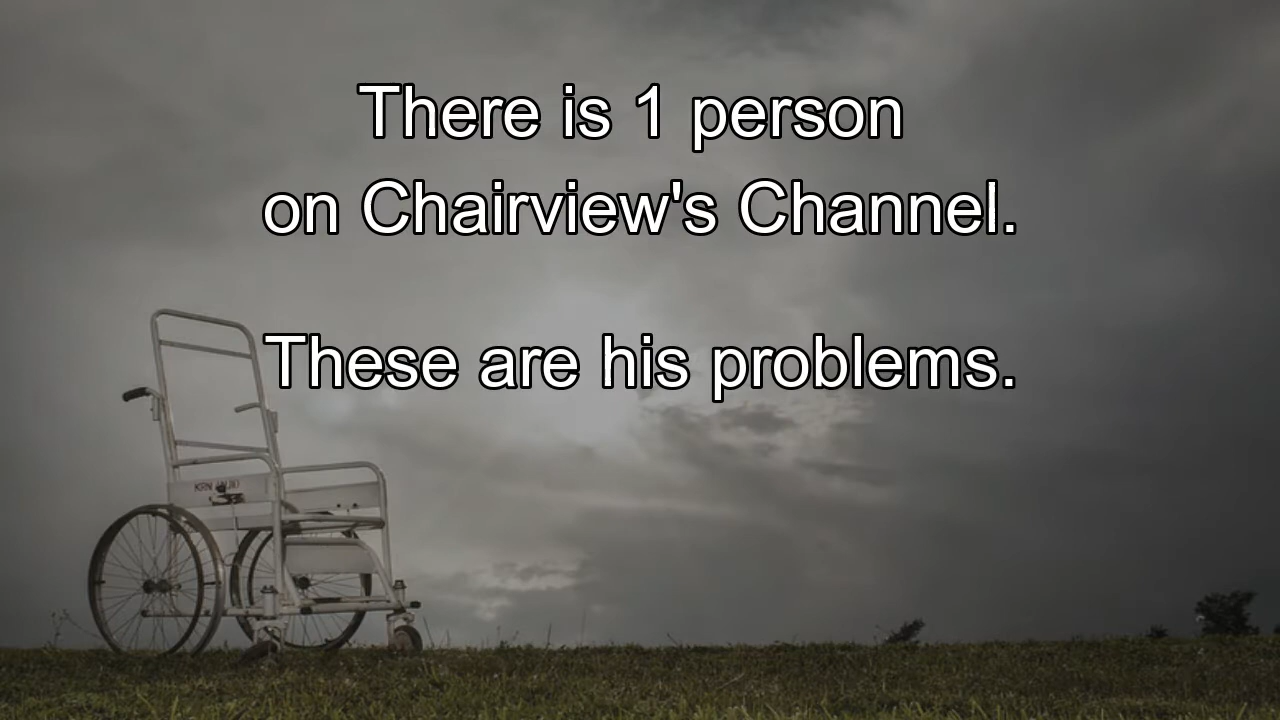 There is 1 person
on Chairview's Channel.
These are his problems.